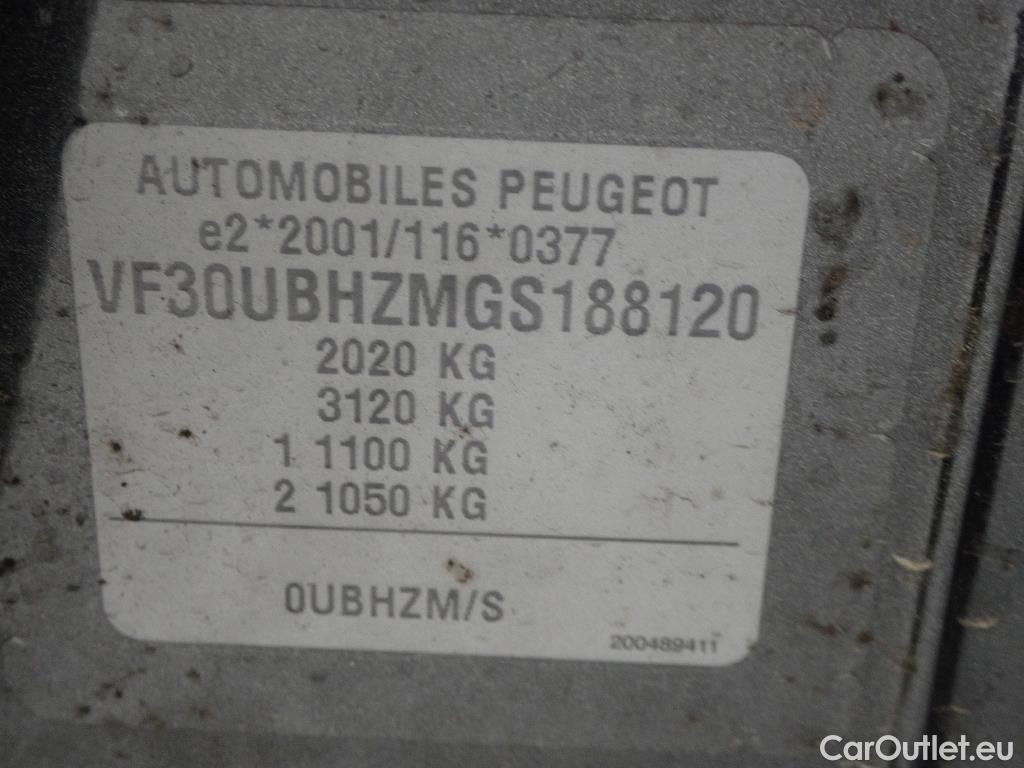 AUTOMOBILES PEUGEOT
e2*2001/116*0377
VF30UBHZMGS188120
2020 KG
3120 KG
1 1100 KG
2 1050 KG
0UBHZM/S
200489411
CarOutlet.eu